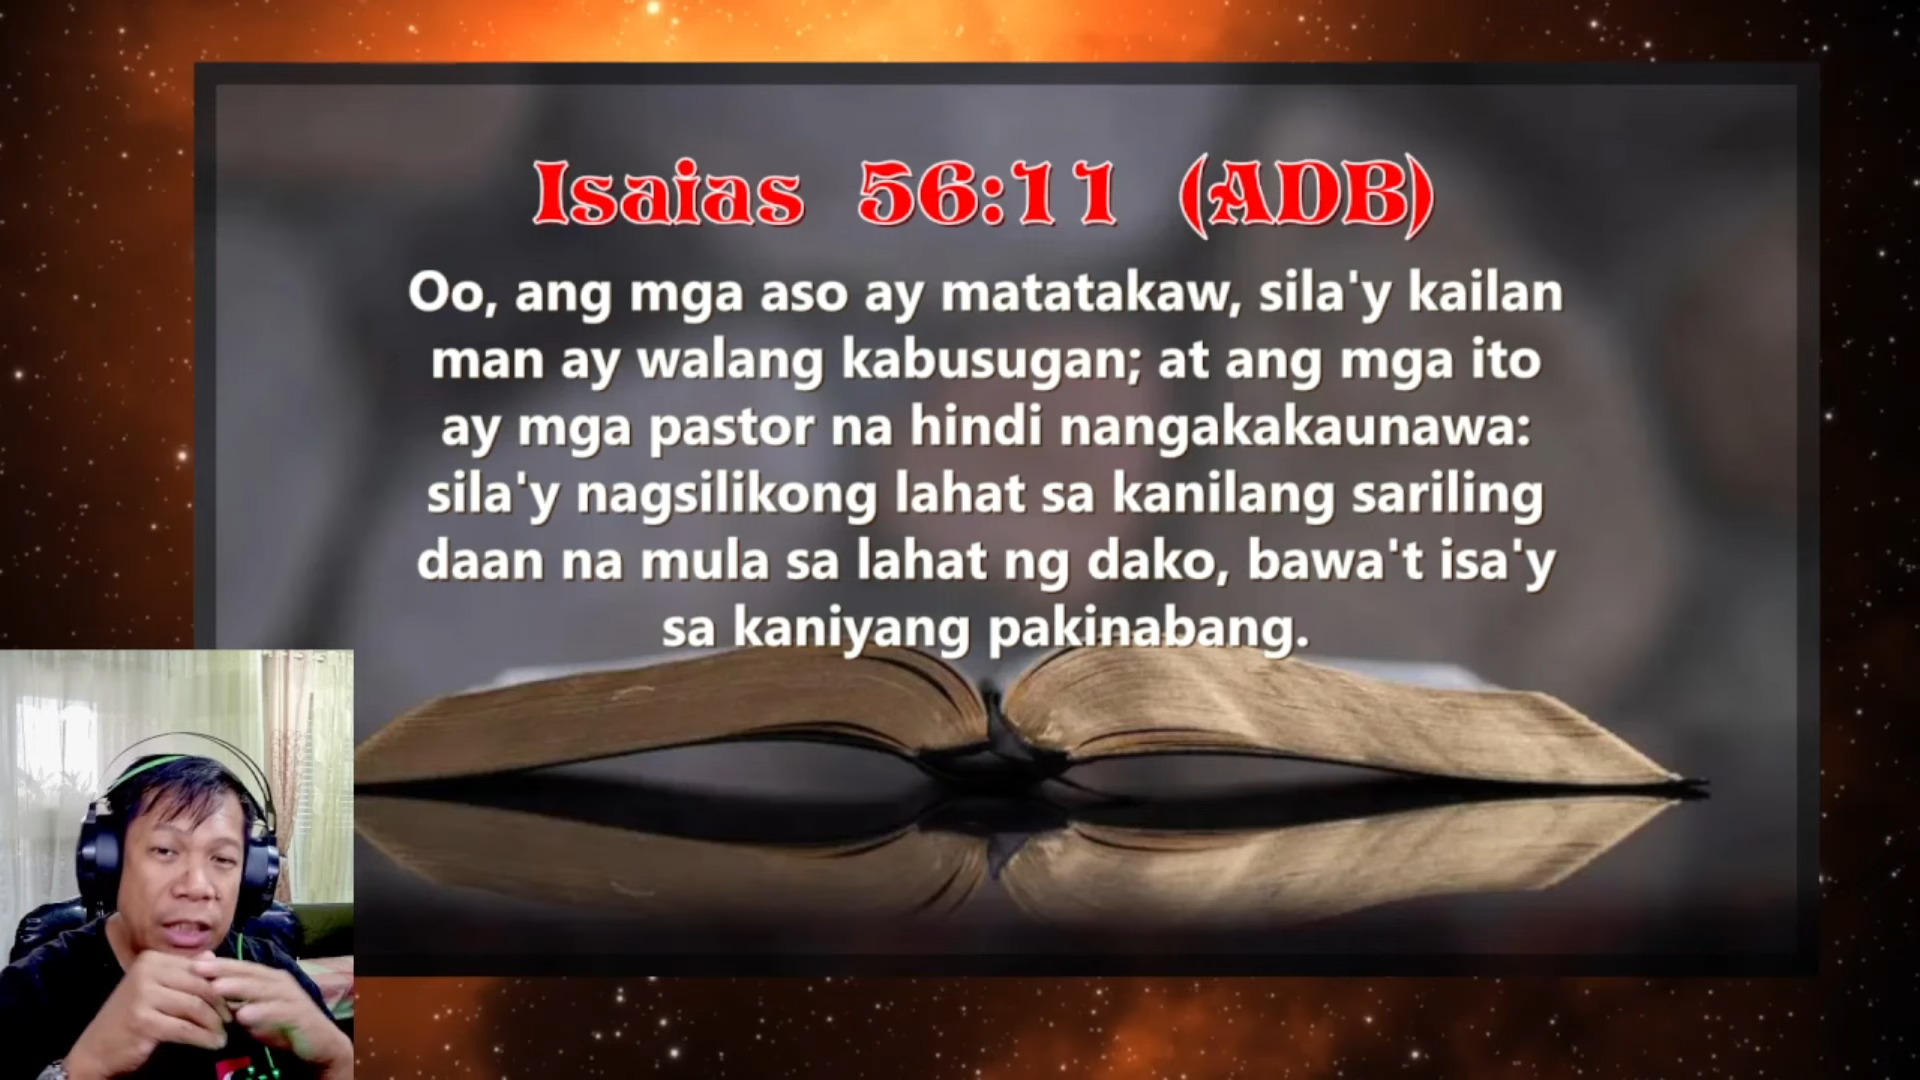 Isaias 56:11 (ADB)
Oo, ang mga aso ay matatakaw, sila'y kailan
man ay walang kabusugan; at ang mga ito
ay mga pastor na hindi nangakakaunawa:
sila'y nagsilikong lahat sa kanilang sariling
daan na mula sa lahat ng dako, bawa't isa'y
sa kaniyang pakinabang.